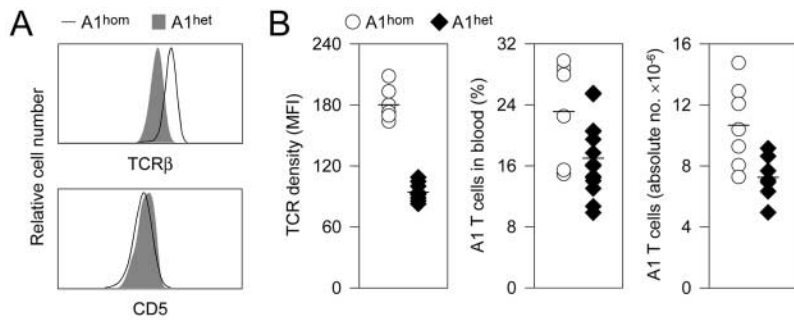 A
A1hom
A1het
Relative cell number
TCRβ
CD5
B
A1hom
A1het
TCR density (MFI)
240
180
120
60
0
A1 T cells in blood (%)
32
24
16
8
0
A1 T cells (absolute no. ×10-6)
16
12
8
4
0